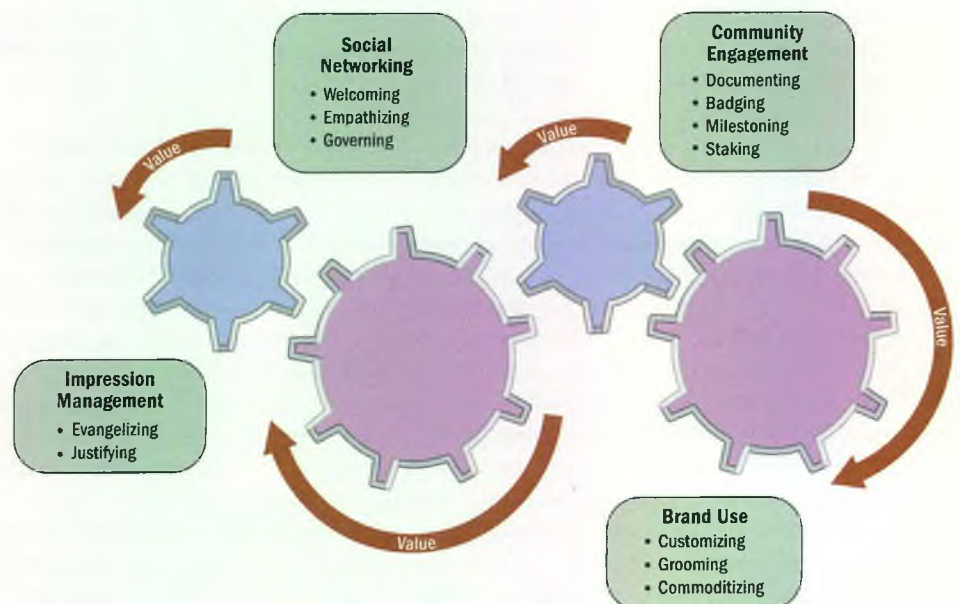 Social
Networking
• Welcoming
• Empathizing
• Governing
Community
Engagement
• Documenting
• Badging
• Milestoning
• Staking
Value
Value
Value
Impression
Management
• Evangelizing
• Justifying
Value
Brand Use
• Customizing
• Grooming
• Commoditizing